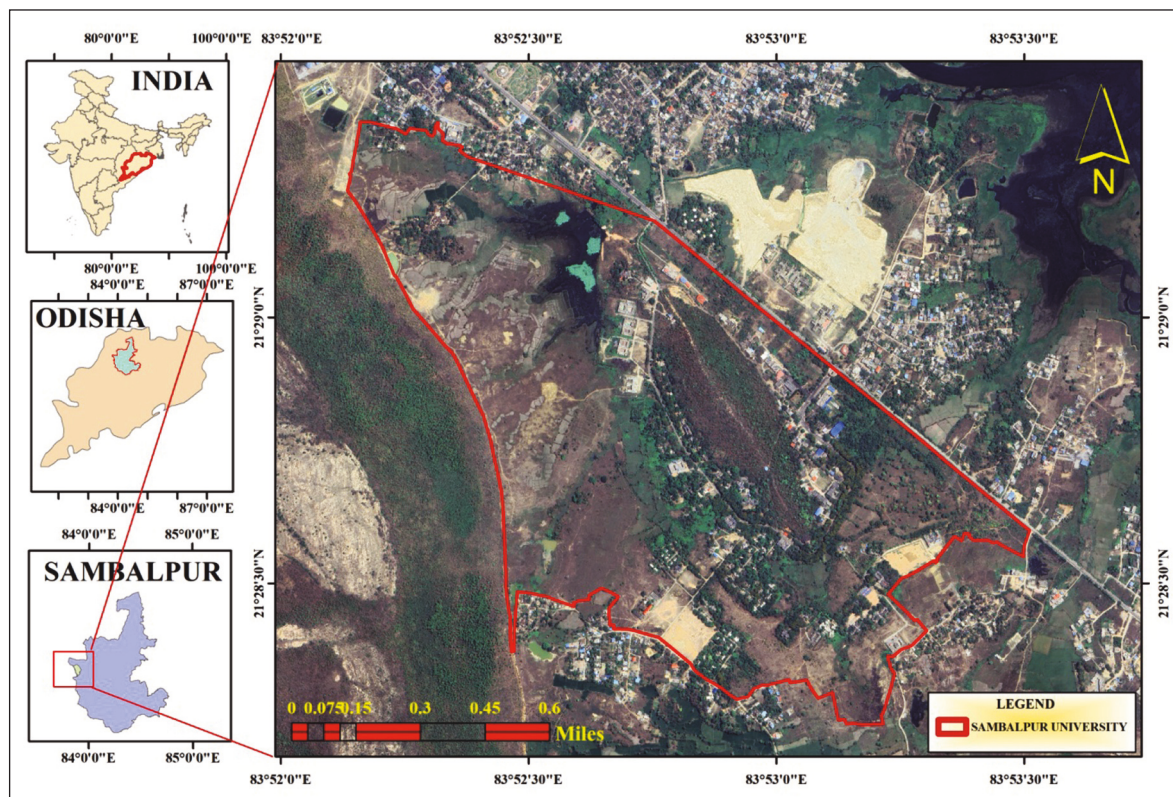 80°0'0"E 100°0'0"E
INDIA
80°0'0"E 100°0'0"E
84°0'0"E 87°0'0"E
ODISHA
84°0'0"E 87°0'0"E
84°0'0"E 85°0'0"E
SAMBALPUR
84°0'0"E 85°0'0"E
83°52'0"E 83°52'30"E 83°53'0"E 83°53'30"E
N
21°29'0"N 21°29'0"N
21°28'30"N 21°28'30"N
0 0.075 0.15 0.3 0.45 0.6
Miles
LEGEND
SAMBALPUR UNIVERSITY
83°52'0"E 83°52'30"E 83°53'0"E 83°53'30"E